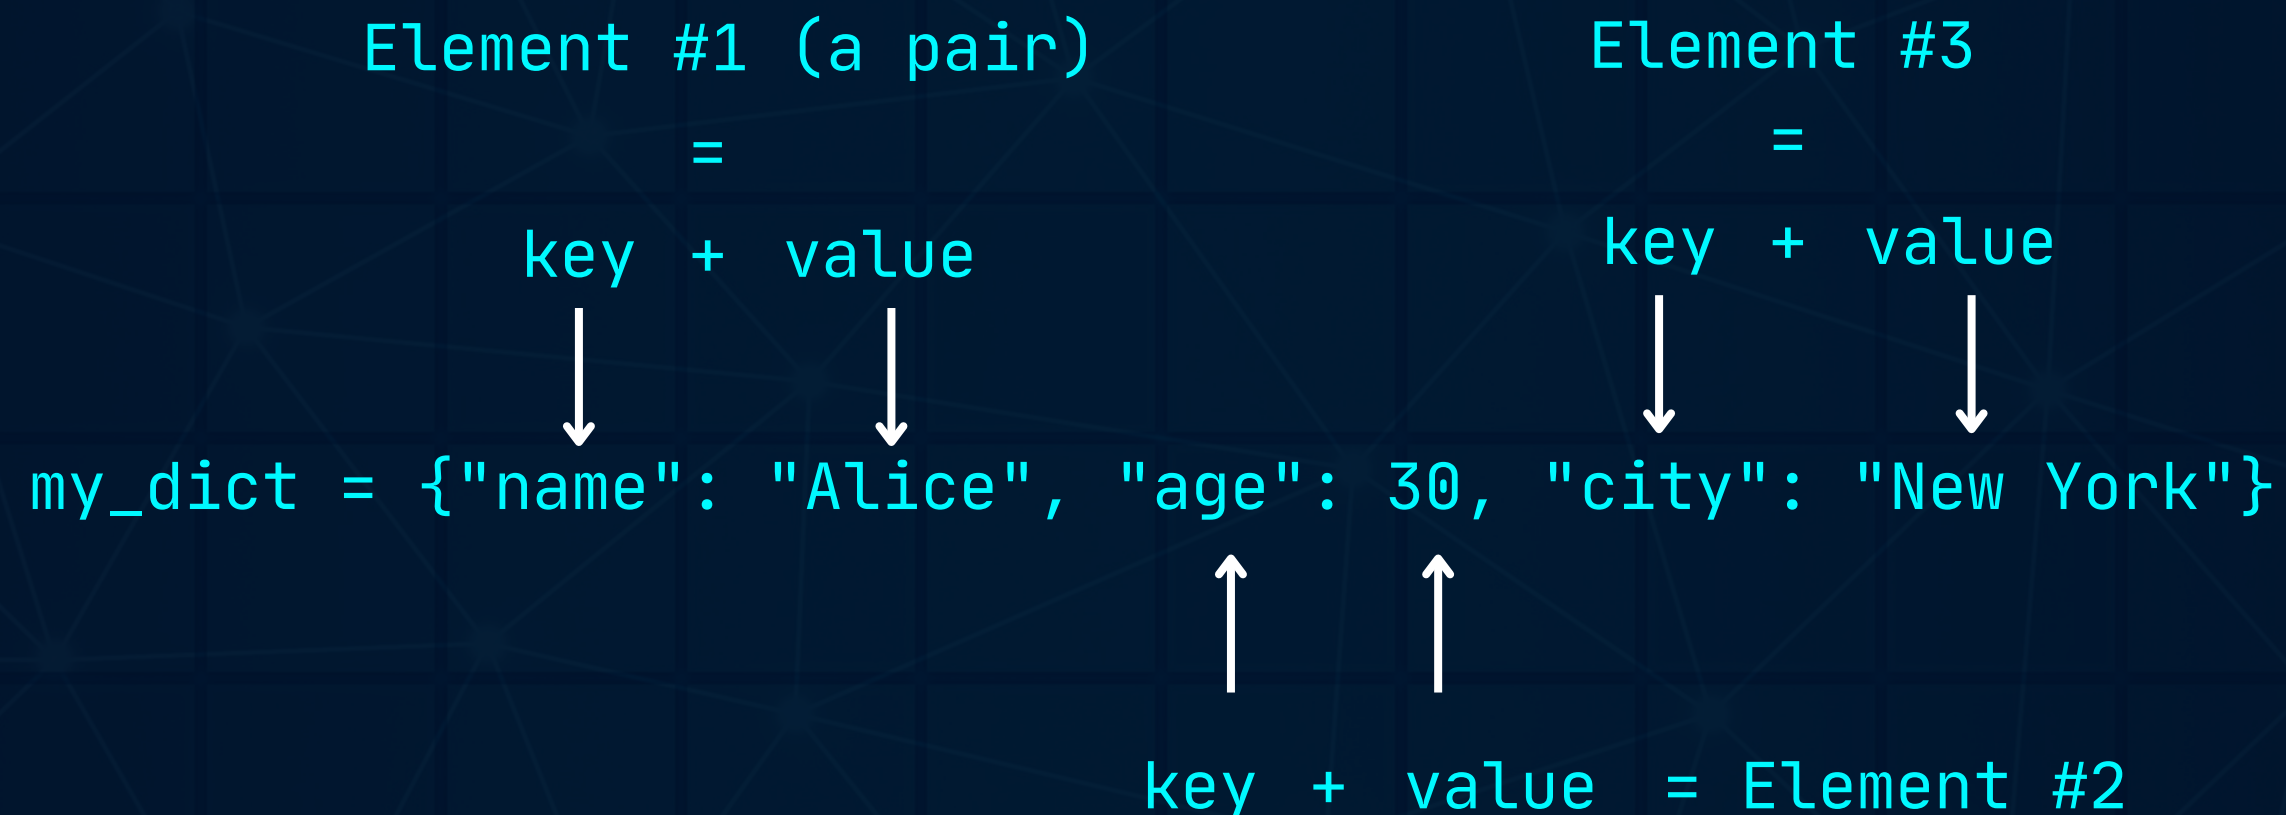 Element #1 (a pair)
=
key + value
Element #3
=
key + value
my_dict = {"name": "Alice", "age": 30, "city": "New York"}
key + value = Element #2